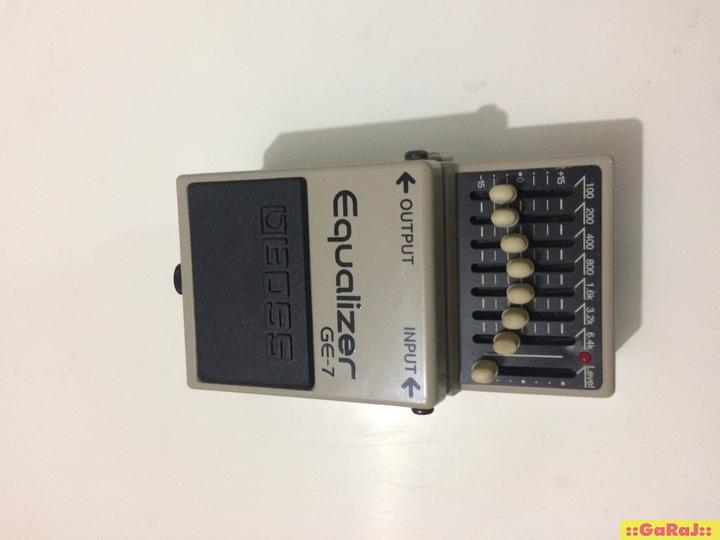 +15
0
-15
100 200 400 800 1.6k 3.2k 6.4k Level
OUTPUT INPUT
Equalizer
GE-7
BOSS
::GaRaJ::